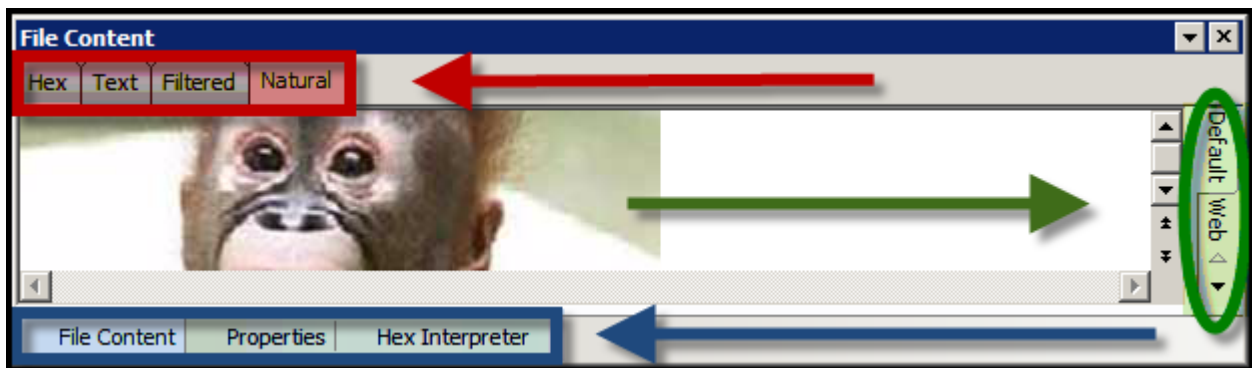 File Content
Hex Text Filtered Natural
Default
Web
File Content Properties Hex Interpreter